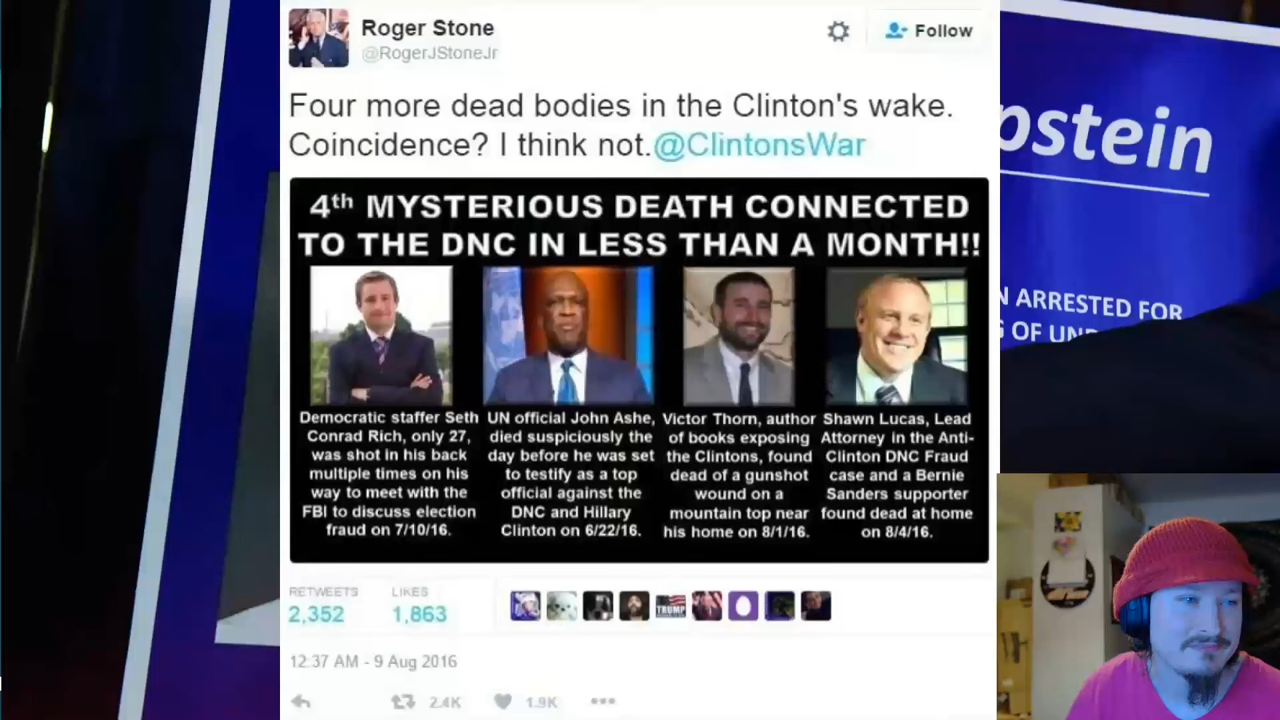 Roger Stone
@RogerJStoneJr
Follow
Four more dead bodies in the Clinton's wake.
Coincidence? I think not.@ClintonsWar
4th MYSTERIOUS DEATH CONNECTED
TO THE DNC IN LESS THAN A MONTH!!
Democratic staffer Seth
Conrad Rich, only 27,
was shot in his back
multiple times on his
way to meet with the
FBI to discuss election
fraud on 7/10/16.
UN official John Ashe,
died suspiciously the
day before he was set
to testify as a top
official against the
DNC and Hillary
Clinton on 6/22/16.
Victor Thorn, author
of books exposing
the Clintons, found
dead of a gunshot
wound on a
mountain top near
his home on 8/1/16.
Shawn Lucas, Lead
Attorney in the Anti-
Clinton DNC Fraud
case and a Bernie
Sanders supporter
found dead at home
on 8/4/16.
RETWEETS
2,352
LIKES
1,863
TRUMP
12:37 AM - 9 Aug 2016
2.4K
1.9K
pstein
N ARRESTED FOR
G OF UN